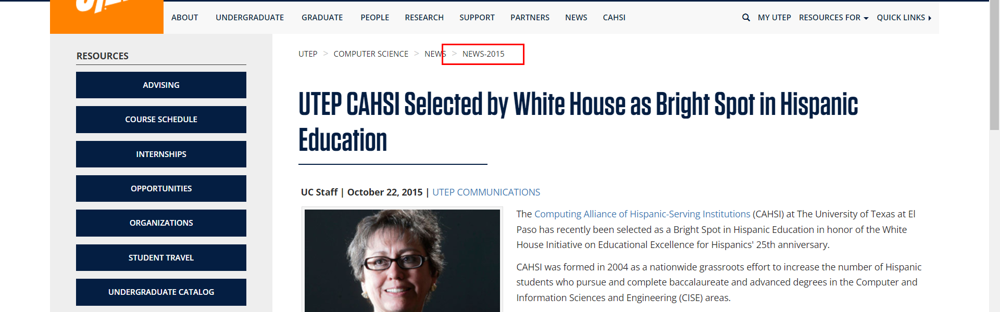 ABOUT UNDERGRADUATE GRADUATE PEOPLE RESEARCH SUPPORT PARTNERS NEWS CAHSI MY UTEP RESOURCES FOR QUICK LINKS
RESOURCES
ADVISING
COURSE SCHEDULE
INTERNSHIPS
OPPORTUNITIES
ORGANIZATIONS
STUDENT TRAVEL
UNDERGRADUATE CATALOG
UTEP > COMPUTER SCIENCE > NEWS > NEWS-2015
UTEP CAHSI Selected by White House as Bright Spot in Hispanic
Education
UC Staff | October 22, 2015 | UTEP COMMUNICATIONS
The Computing Alliance of Hispanic-Serving Institutions (CAHSI) at The University of Texas at El
Paso has recently been selected as a Bright Spot in Hispanic Education in honor of the White
House Initiative on Educational Excellence for Hispanics' 25th anniversary.
CAHSI was formed in 2004 as a nationwide grassroots effort to increase the number of Hispanic
students who pursue and complete baccalaureate and advanced degrees in the Computer and
Information Sciences and Engineering (CISE) areas.